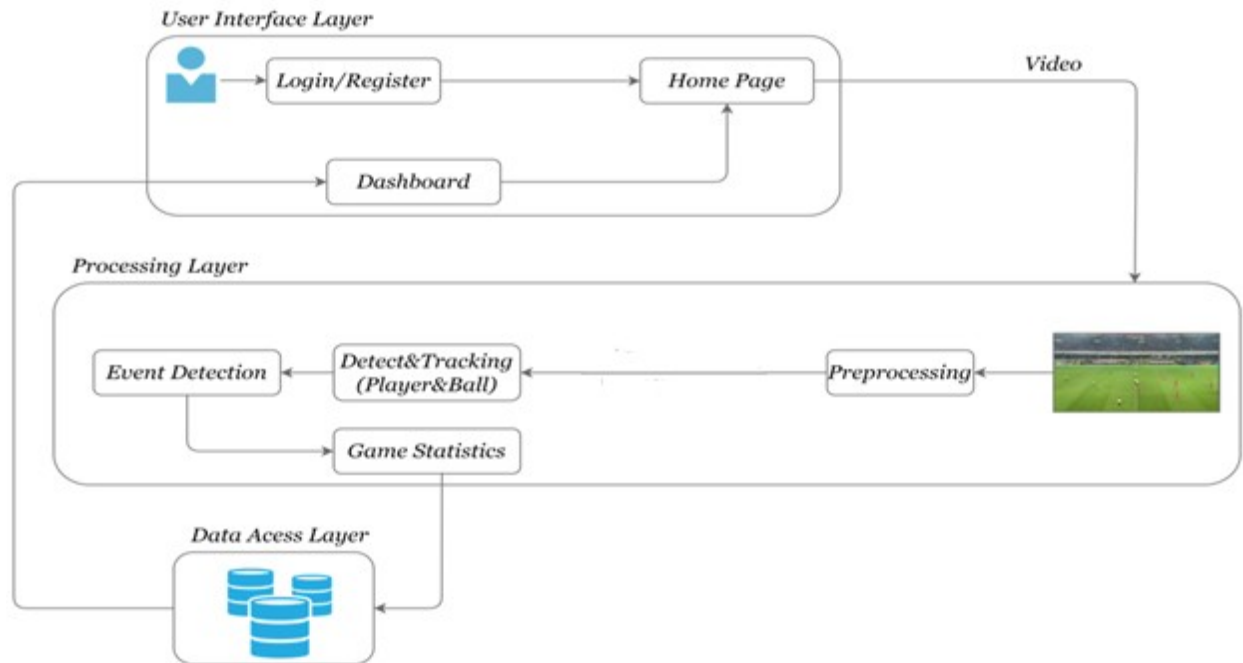 User Interface Layer
Login/Register
Home Page
Video
Dashboard
Processing Layer
Event Detection
Detect&Tracking
(Player&Ball)
Preprocessing
Game Statistics
Data Acess Layer